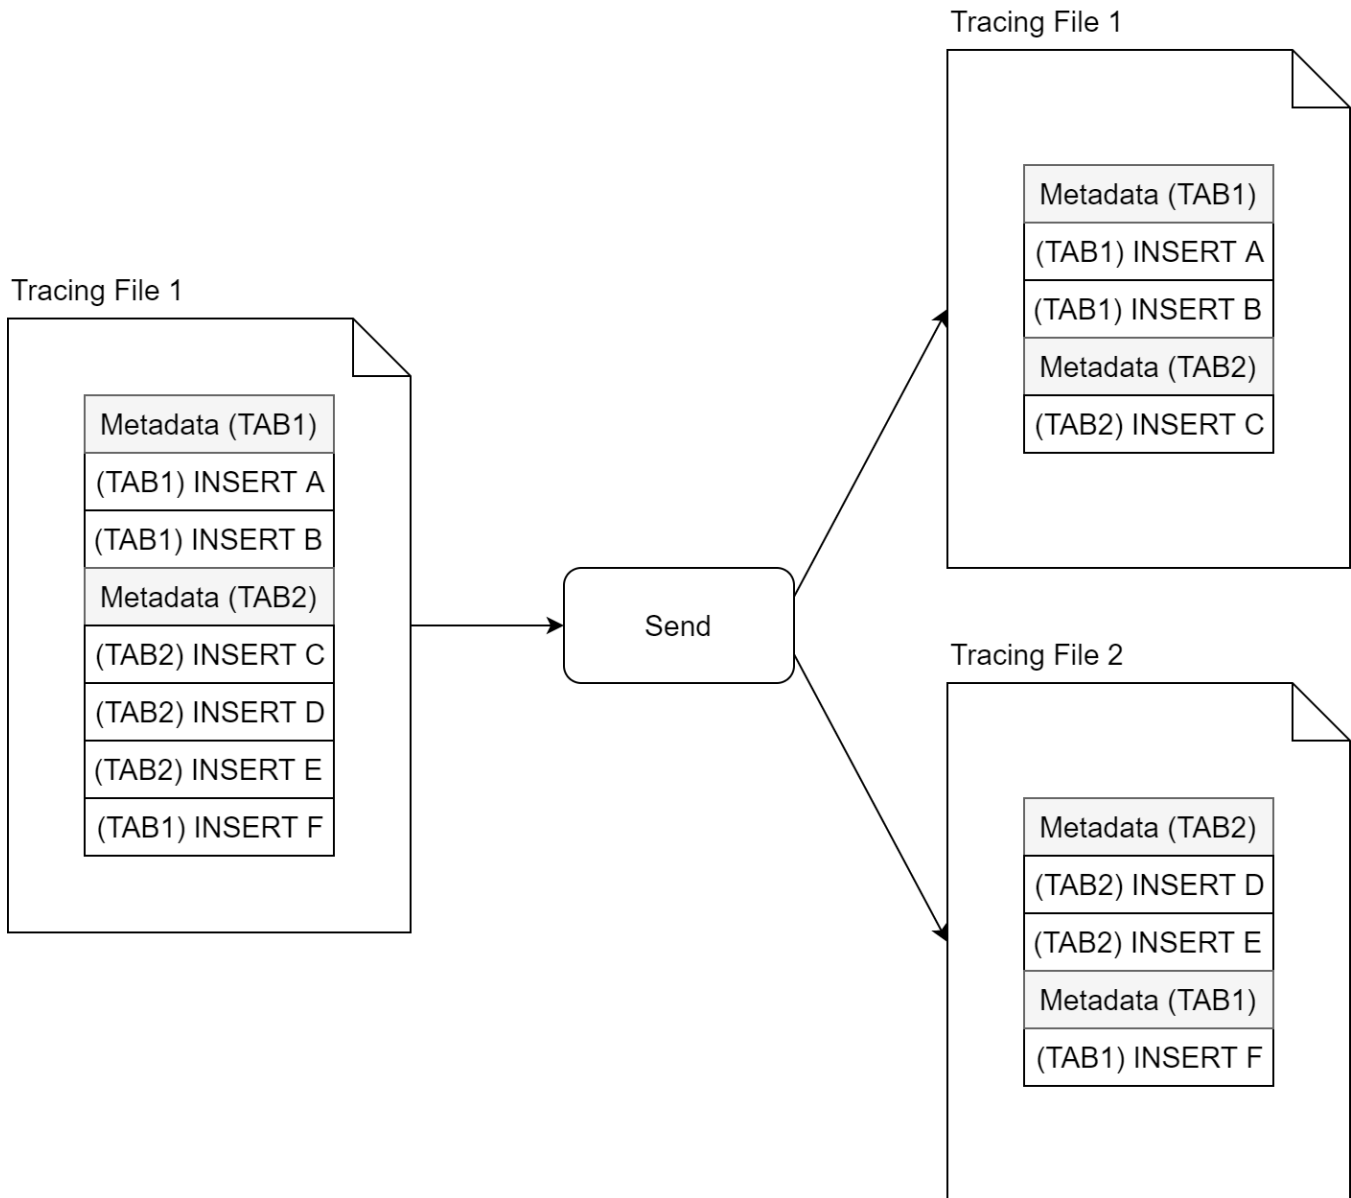 Tracing File 1
Metadata (TAB1)
(TAB1) INSERT A
(TAB1) INSERT B
Metadata (TAB2)
(TAB2) INSERT C
(TAB2) INSERT D
(TAB2) INSERT E
(TAB1) INSERT F
Send
Tracing File 1
Metadata (TAB1)
(TAB1) INSERT A
(TAB1) INSERT B
Metadata (TAB2)
(TAB2) INSERT C
Tracing File 2
Metadata (TAB2)
(TAB2) INSERT D
(TAB2) INSERT E
Metadata (TAB1)
(TAB1) INSERT F